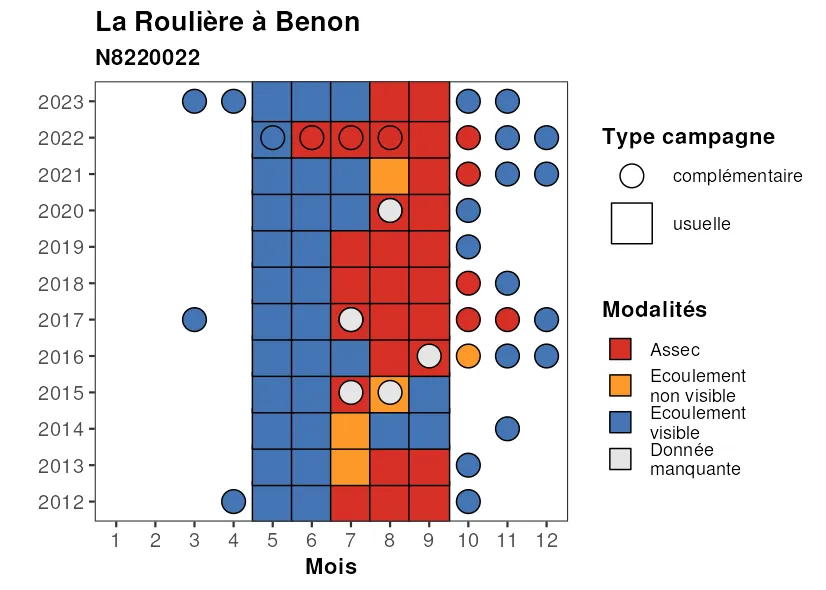 La Roulière à Benon
N8220022
2023
2022
2021
2020
2019
2018
2017
2016
2015
2014
2013
2012
1 2 3 4 5 6 7 8 9 10 11 12
Mois
Type campagne
complémentaire
usuelle
Modalités
Assec
Ecoulement
non visible
Ecoulement
visible
Donnée
manquante